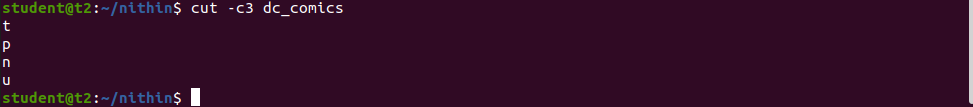 student@t2:~/nithin$ cut -c3 dc_comics
t
p
n
u
student@t2:~/nithin$